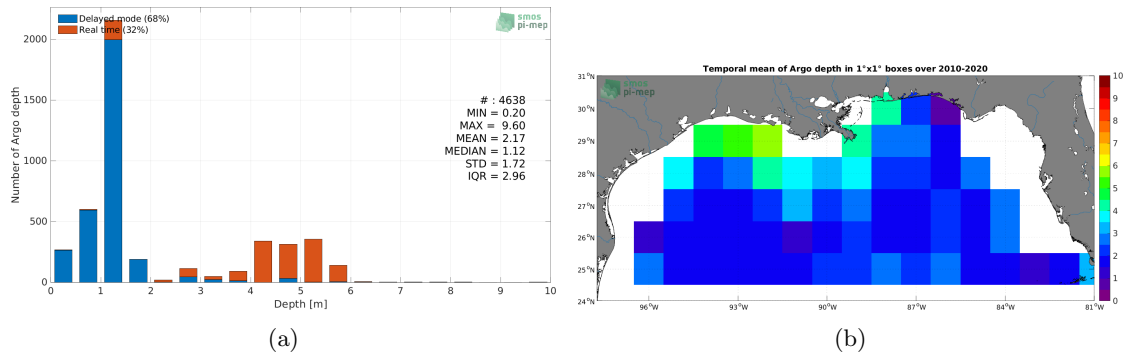 Delayed mode (68%)
Real time (32%)
smos
pi-mep
2000
1500
1000
500
0
Number of Argo depth
# : 4638
MIN = 0.20
MAX = 9.60
MEAN = 2.17
MEDIAN = 1.12
STD = 1.72
IQR = 2.96
0 1 2 3 4 5 6 7 8 9 10
Depth [m]
(a)
Temporal mean of Argo depth in 1°x1° boxes over 2010-2020
smos
pi-mep
31°N
30°N
29°N
28°N
27°N
26°N
25°N
24°N
96°W 93°W 90°W 87°W 84°W 81°W
10
9
8
7
6
5
4
3
2
1
0
(b)